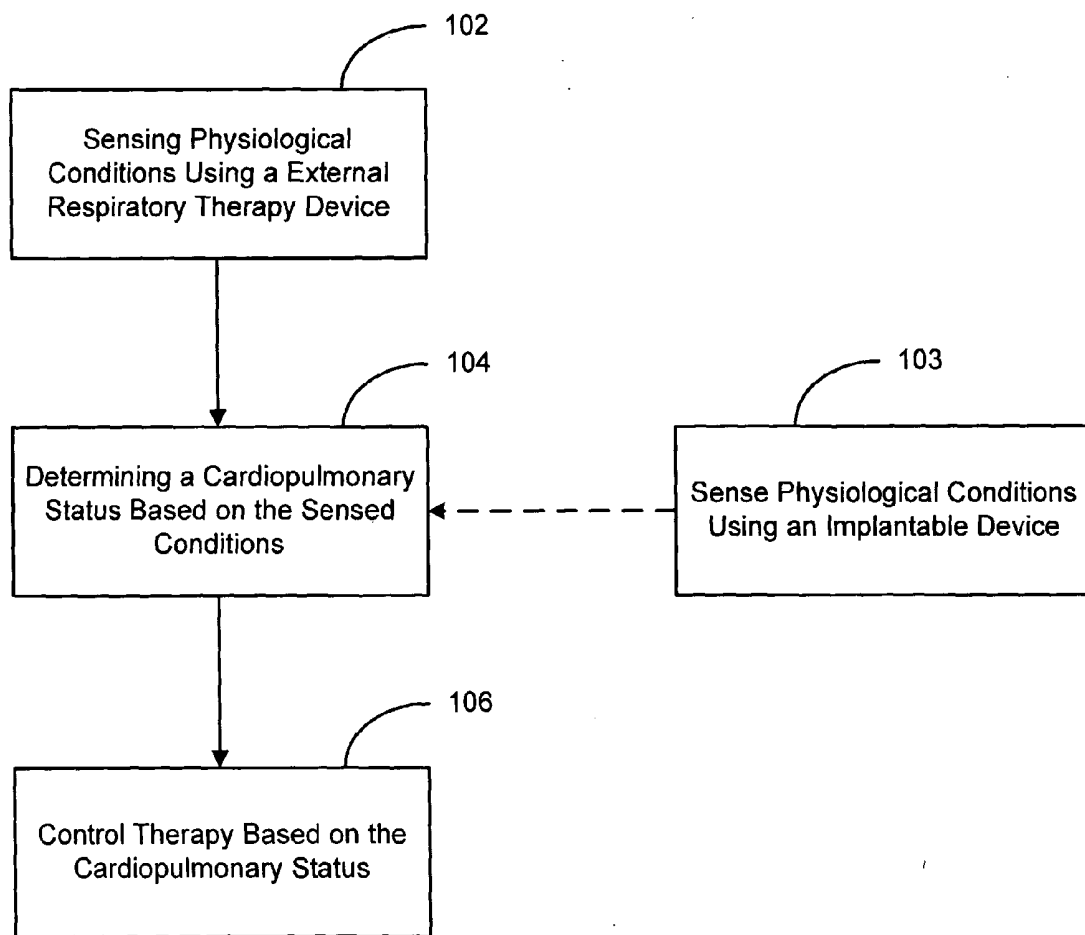 102
Sensing Physiological
Conditions Using a External
Respiratory Therapy Device
104
103
Determining a Cardiopulmonary
Status Based on the Sensed
Conditions
Sense Physiological Conditions
Using an Implantable Device
106
Control Therapy Based on the
Cardiopulmonary Status